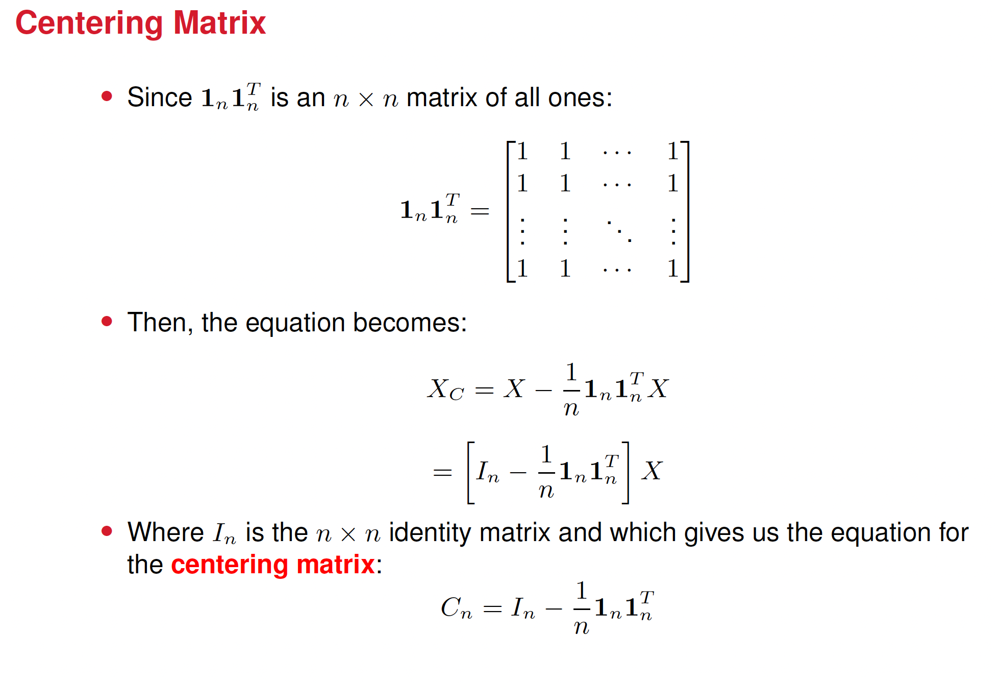 Centering Matrix
• Since $\mathbf{1}_n\mathbf{1}_n^T$ is an $n \times n$ matrix of all ones:
$\mathbf{1}_n\mathbf{1}_n^T = \begin{bmatrix} 1 & 1 & \cdots & 1 \\ 1 & 1 & \cdots & 1 \\ \vdots & \vdots & \ddots & \vdots \\ 1 & 1 & \cdots & 1 \end{bmatrix}$
• Then, the equation becomes:
$X_C = X - \frac{1}{n}\mathbf{1}_n\mathbf{1}_n^T X$
$= \left[ I_n - \frac{1}{n}\mathbf{1}_n\mathbf{1}_n^T \right] X$
• Where $I_n$ is the $n \times n$ identity matrix and which gives us the equation for
the centering matrix:
$C_n = I_n - \frac{1}{n}\mathbf{1}_n\mathbf{1}_n^T$